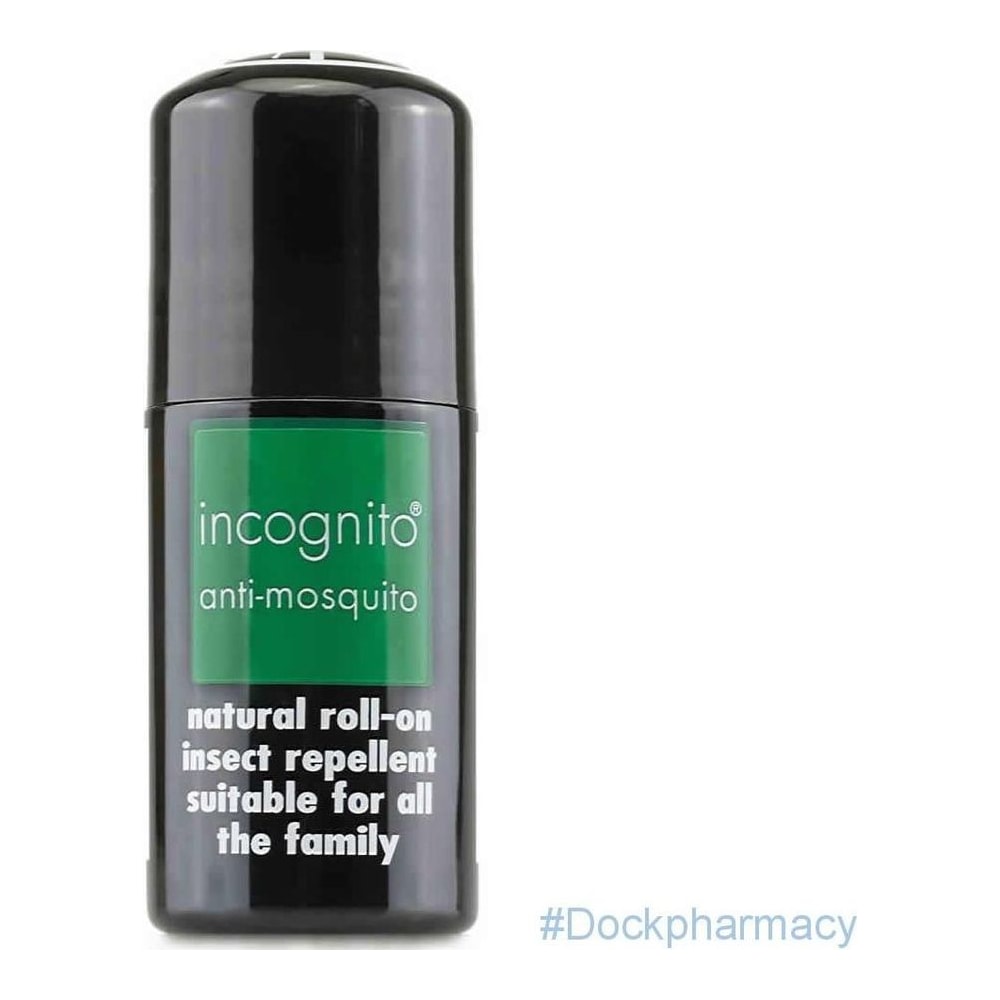 incognito®
anti-mosquito
natural roll-on
insect repellent
suitable for all
the family
#Dockpharmacy